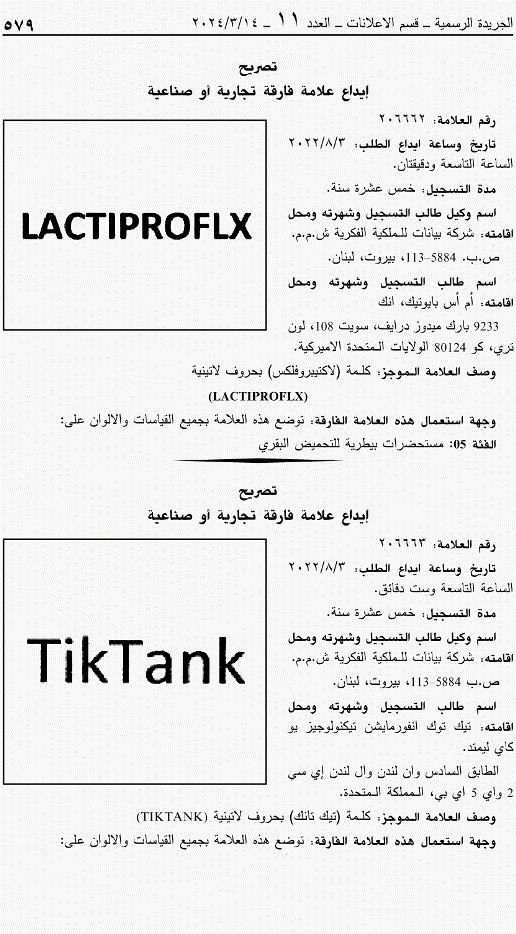 الجريدة الرسمية ـ قسم الاعلانات ـ العدد ١١ ـ ٢٠٢٤/٣/١٤
٥٧٩
تصريح
إيداع علامة فارقة تجارية أو صناعية
رقم العلامة: ٢٠٦٦٦٢
تاريخ وساعة ايداع الطلب: ٢٠٢٢/٨/٣
الساعة التاسعة ودقيقتان.
مدة التسجيل: خمس عشرة سنة.
اسم وكيل طالب التسجيل وشهرته ومحل
اقامته: شركة بيانات للملكية الفكرية ش.م.م.
ص.ب. 5884–113، بيروت، لبنان.
اسم طالب التسجيل وشهرته ومحل
اقامته: أم أس بايوتيك، انك
9233 بارك ميدوز درايف، سويت 108، لون
تري، كو 80124 الولايات المتحدة الاميركية.
LACTIPROFLX
وصف العلامة الموجز: كلمة (لاكتيبروفلكس) بحروف لاتينية
(LACTIPROFLX)
وجهة استعمال هذه العلامة الفارقة: توضع هذه العلامة بجميع القياسات والالوان على:
الفئة 05: مستحضرات بيطرية للتحميض البقري
تصريح
إيداع علامة فارقة تجارية أو صناعية
رقم العلامة: ٢٠٦٦٦٣
تاريخ وساعة ايداع الطلب: ٢٠٢٢/٨/٣
الساعة التاسعة وست دقائق.
مدة التسجيل: خمس عشرة سنة.
اسم وكيل طالب التسجيل وشهرته ومحل
اقامته: شركة بيانات للملكية الفكرية ش.م.م.
ص.ب 5884–113، بيروت، لبنان.
اسم طالب التسجيل وشهرته ومحل
اقامته: تيك توك انفورمايشن تيكنولوجيز يو
كاي ليمتد.
الطابق السادس وان لندن وال لندن إي سي
2 واي 5 اي بي، المملكة المتحدة.
TikTank
وصف العلامة الموجز: كلمة (تيك تانك) بحروف لاتينية (TIKTANK)
وجهة استعمال هذه العلامة الفارقة: توضع هذه العلامة بجميع القياسات والالوان على: